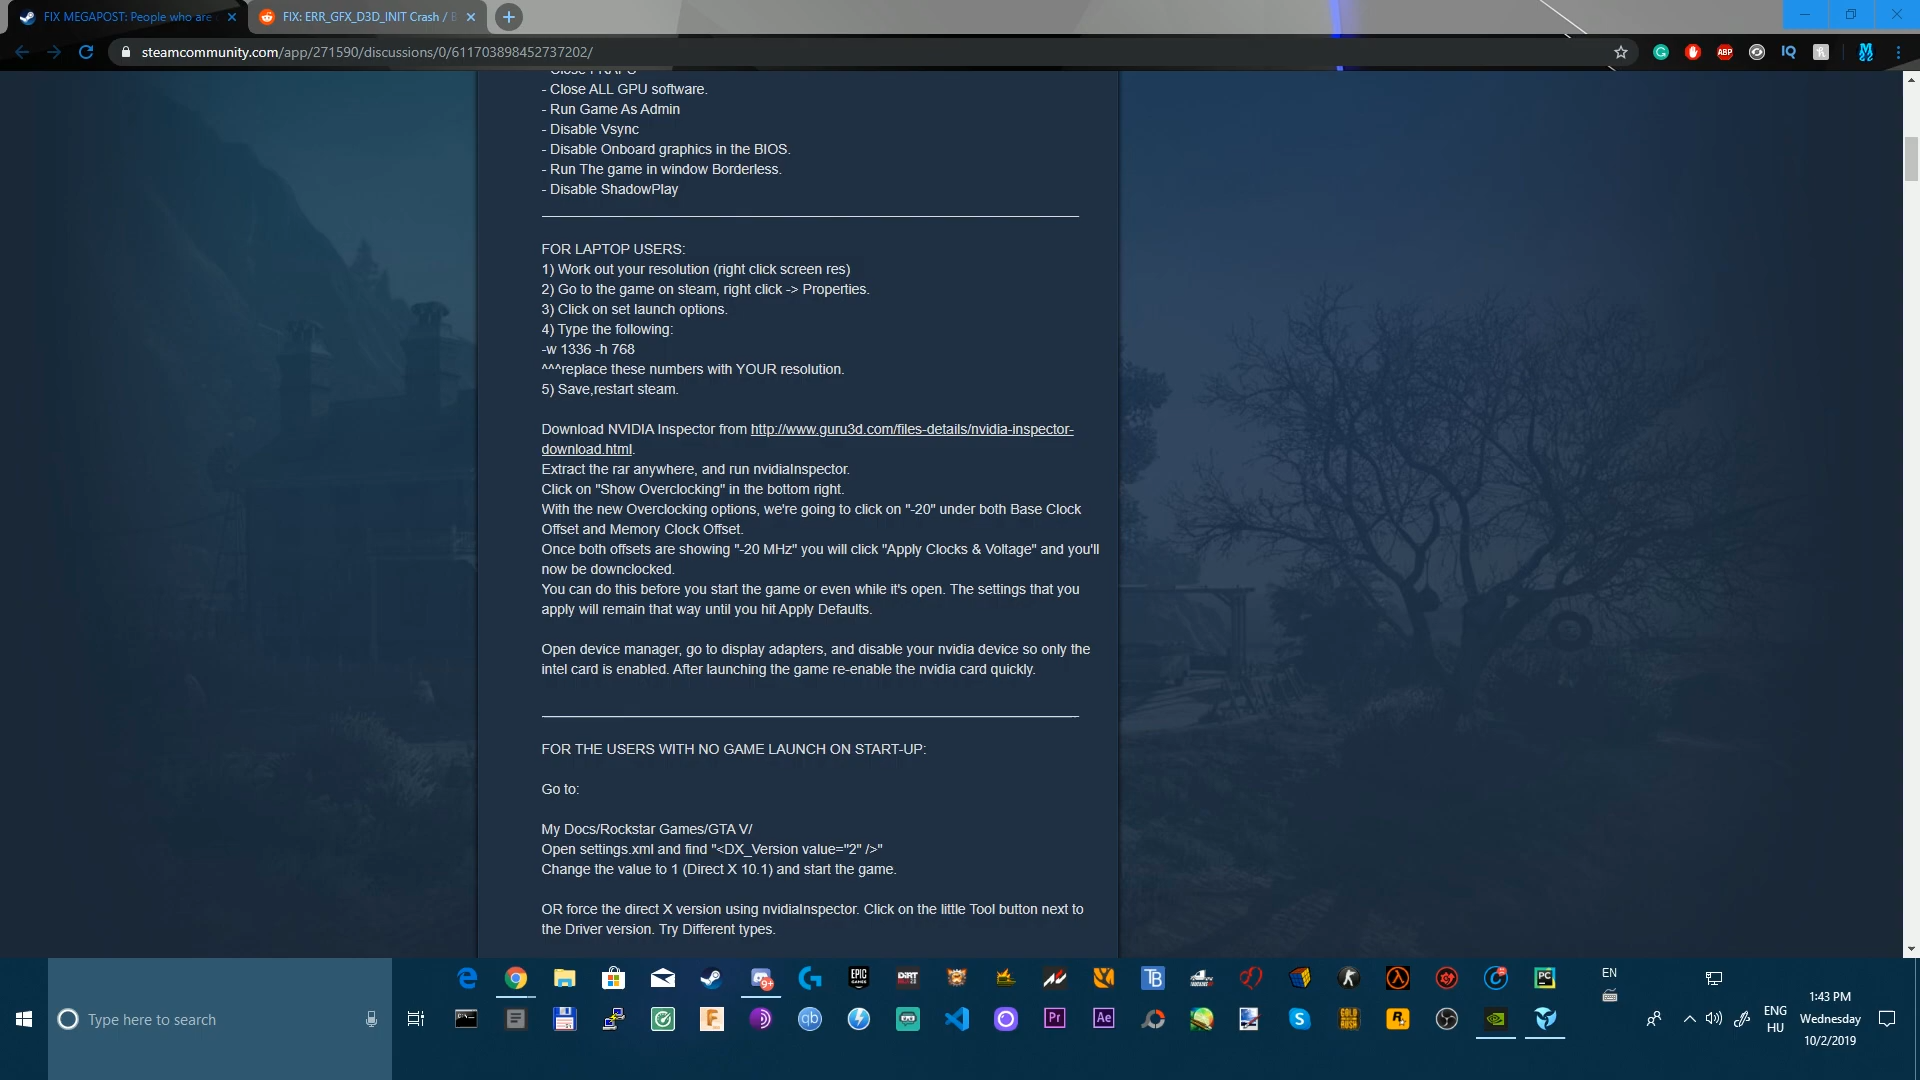 FIX MEGAPOST: People who are
FIX: ERR_GFX_D3D_INIT Crash / B
steamcommunity.com/app/271590/discussions/0/611703898452737202/
- Close ALL GPU software.
- Run Game As Admin
- Disable Vsync
- Disable Onboard graphics in the BIOS.
- Run The game in window Borderless.
- Disable ShadowPlay
FOR LAPTOP USERS:
1) Work out your resolution (right click screen res)
2) Go to the game on steam, right click -> Properties.
3) Click on set launch options.
4) Type the following:
-w 1336 -h 768
^^^replace these numbers with YOUR resolution.
5) Save,restart steam.
Download NVIDIA Inspector from http://www.guru3d.com/files-details/nvidia-inspector-
download.html.
Extract the rar anywhere, and run nvidiaInspector.
Click on "Show Overclocking" in the bottom right.
With the new Overclocking options, we're going to click on "-20" under both Base Clock
Offset and Memory Clock Offset.
Once both offsets are showing "-20 MHz" you will click "Apply Clocks & Voltage" and you'll
now be downclocked.
You can do this before you start the game or even while it's open. The settings that you
apply will remain that way until you hit Apply Defaults.
Open device manager, go to display adapters, and disable your nvidia device so only the
intel card is enabled. After launching the game re-enable the nvidia card quickly.
FOR THE USERS WITH NO GAME LAUNCH ON START-UP:
Go to:
My Docs/Rockstar Games/GTA V/
Open settings.xml and find "<DX_Version value="2" />"
Change the value to 1 (Direct X 10.1) and start the game.
OR force the direct X version using nvidiaInspector. Click on the little Tool button next to
the Driver version. Try Different types.
Type here to search
EN
ENG
HU
1:43 PM
Wednesday
10/2/2019